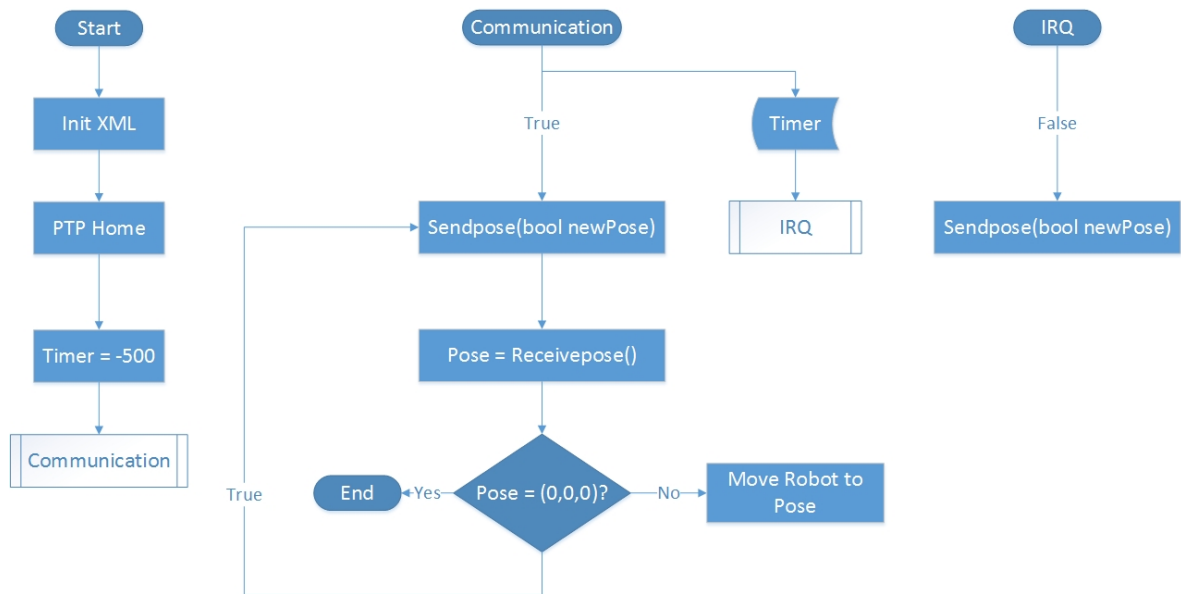 Start
Init XML
PTP Home
Timer = -500
Communication
Communication
True
Timer
IRQ
Sendpose(bool newPose)
Pose = Receivepose()
Pose = (0,0,0)?
Yes
End
No
Move Robot to
Pose
True
IRQ
False
Sendpose(bool newPose)